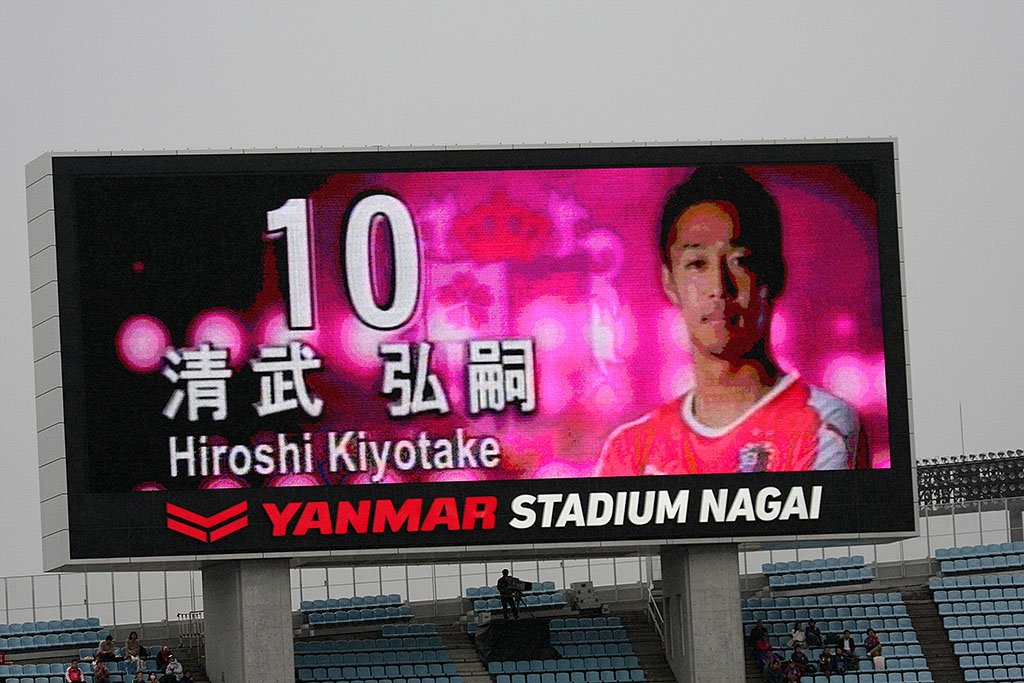 10
清武 弘嗣
Hiroshi Kiyotake
YANMAR STADIUM NAGAI